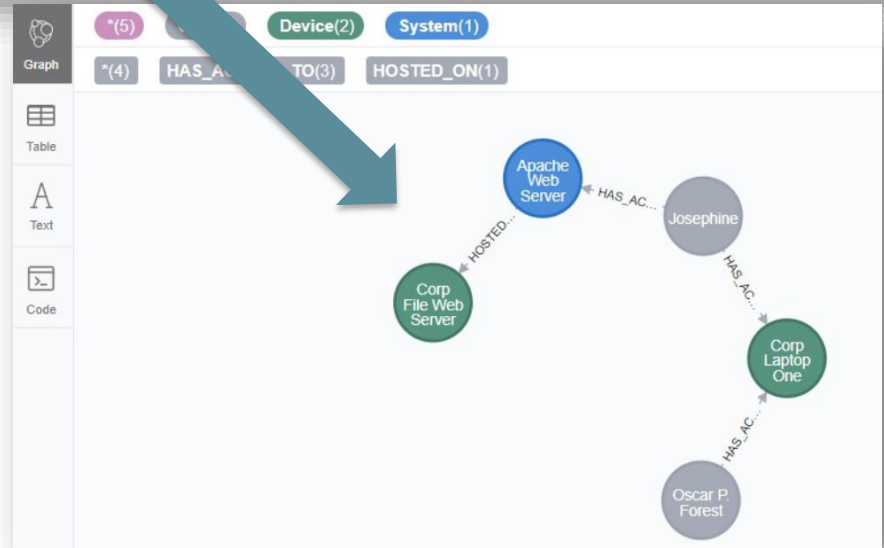 *(5)
Device(2)
System(1)
Graph
*(4)
HAS_AC
TO(3)
HOSTED_ON(1)
Table
Text
Code
Apache
Web
Server
HAS_AC...
Josephine
HOSTED...
HAS_AC...
Corp
File Web
Server
Corp
Laptop
One
HAS_AC...
Oscar P.
Forest